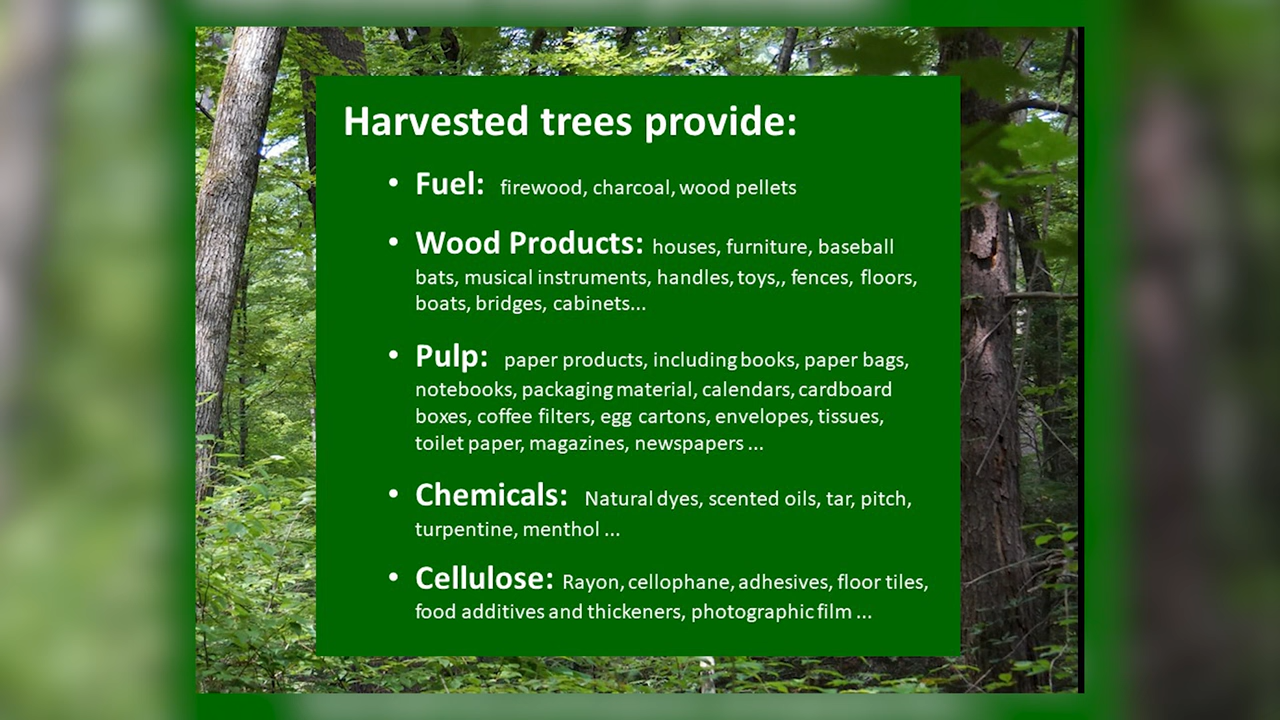 Harvested trees provide:
• Fuel: firewood, charcoal, wood pellets
• Wood Products: houses, furniture, baseball
bats, musical instruments, handles, toys,, fences, floors,
boats, bridges, cabinets...
• Pulp: paper products, including books, paper bags,
notebooks, packaging material, calendars, cardboard
boxes, coffee filters, egg cartons, envelopes, tissues,
toilet paper, magazines, newspapers ...
• Chemicals: Natural dyes, scented oils, tar, pitch,
turpentine, menthol ...
• Cellulose: Rayon, cellophane, adhesives, floor tiles,
food additives and thickeners, photographic film ...